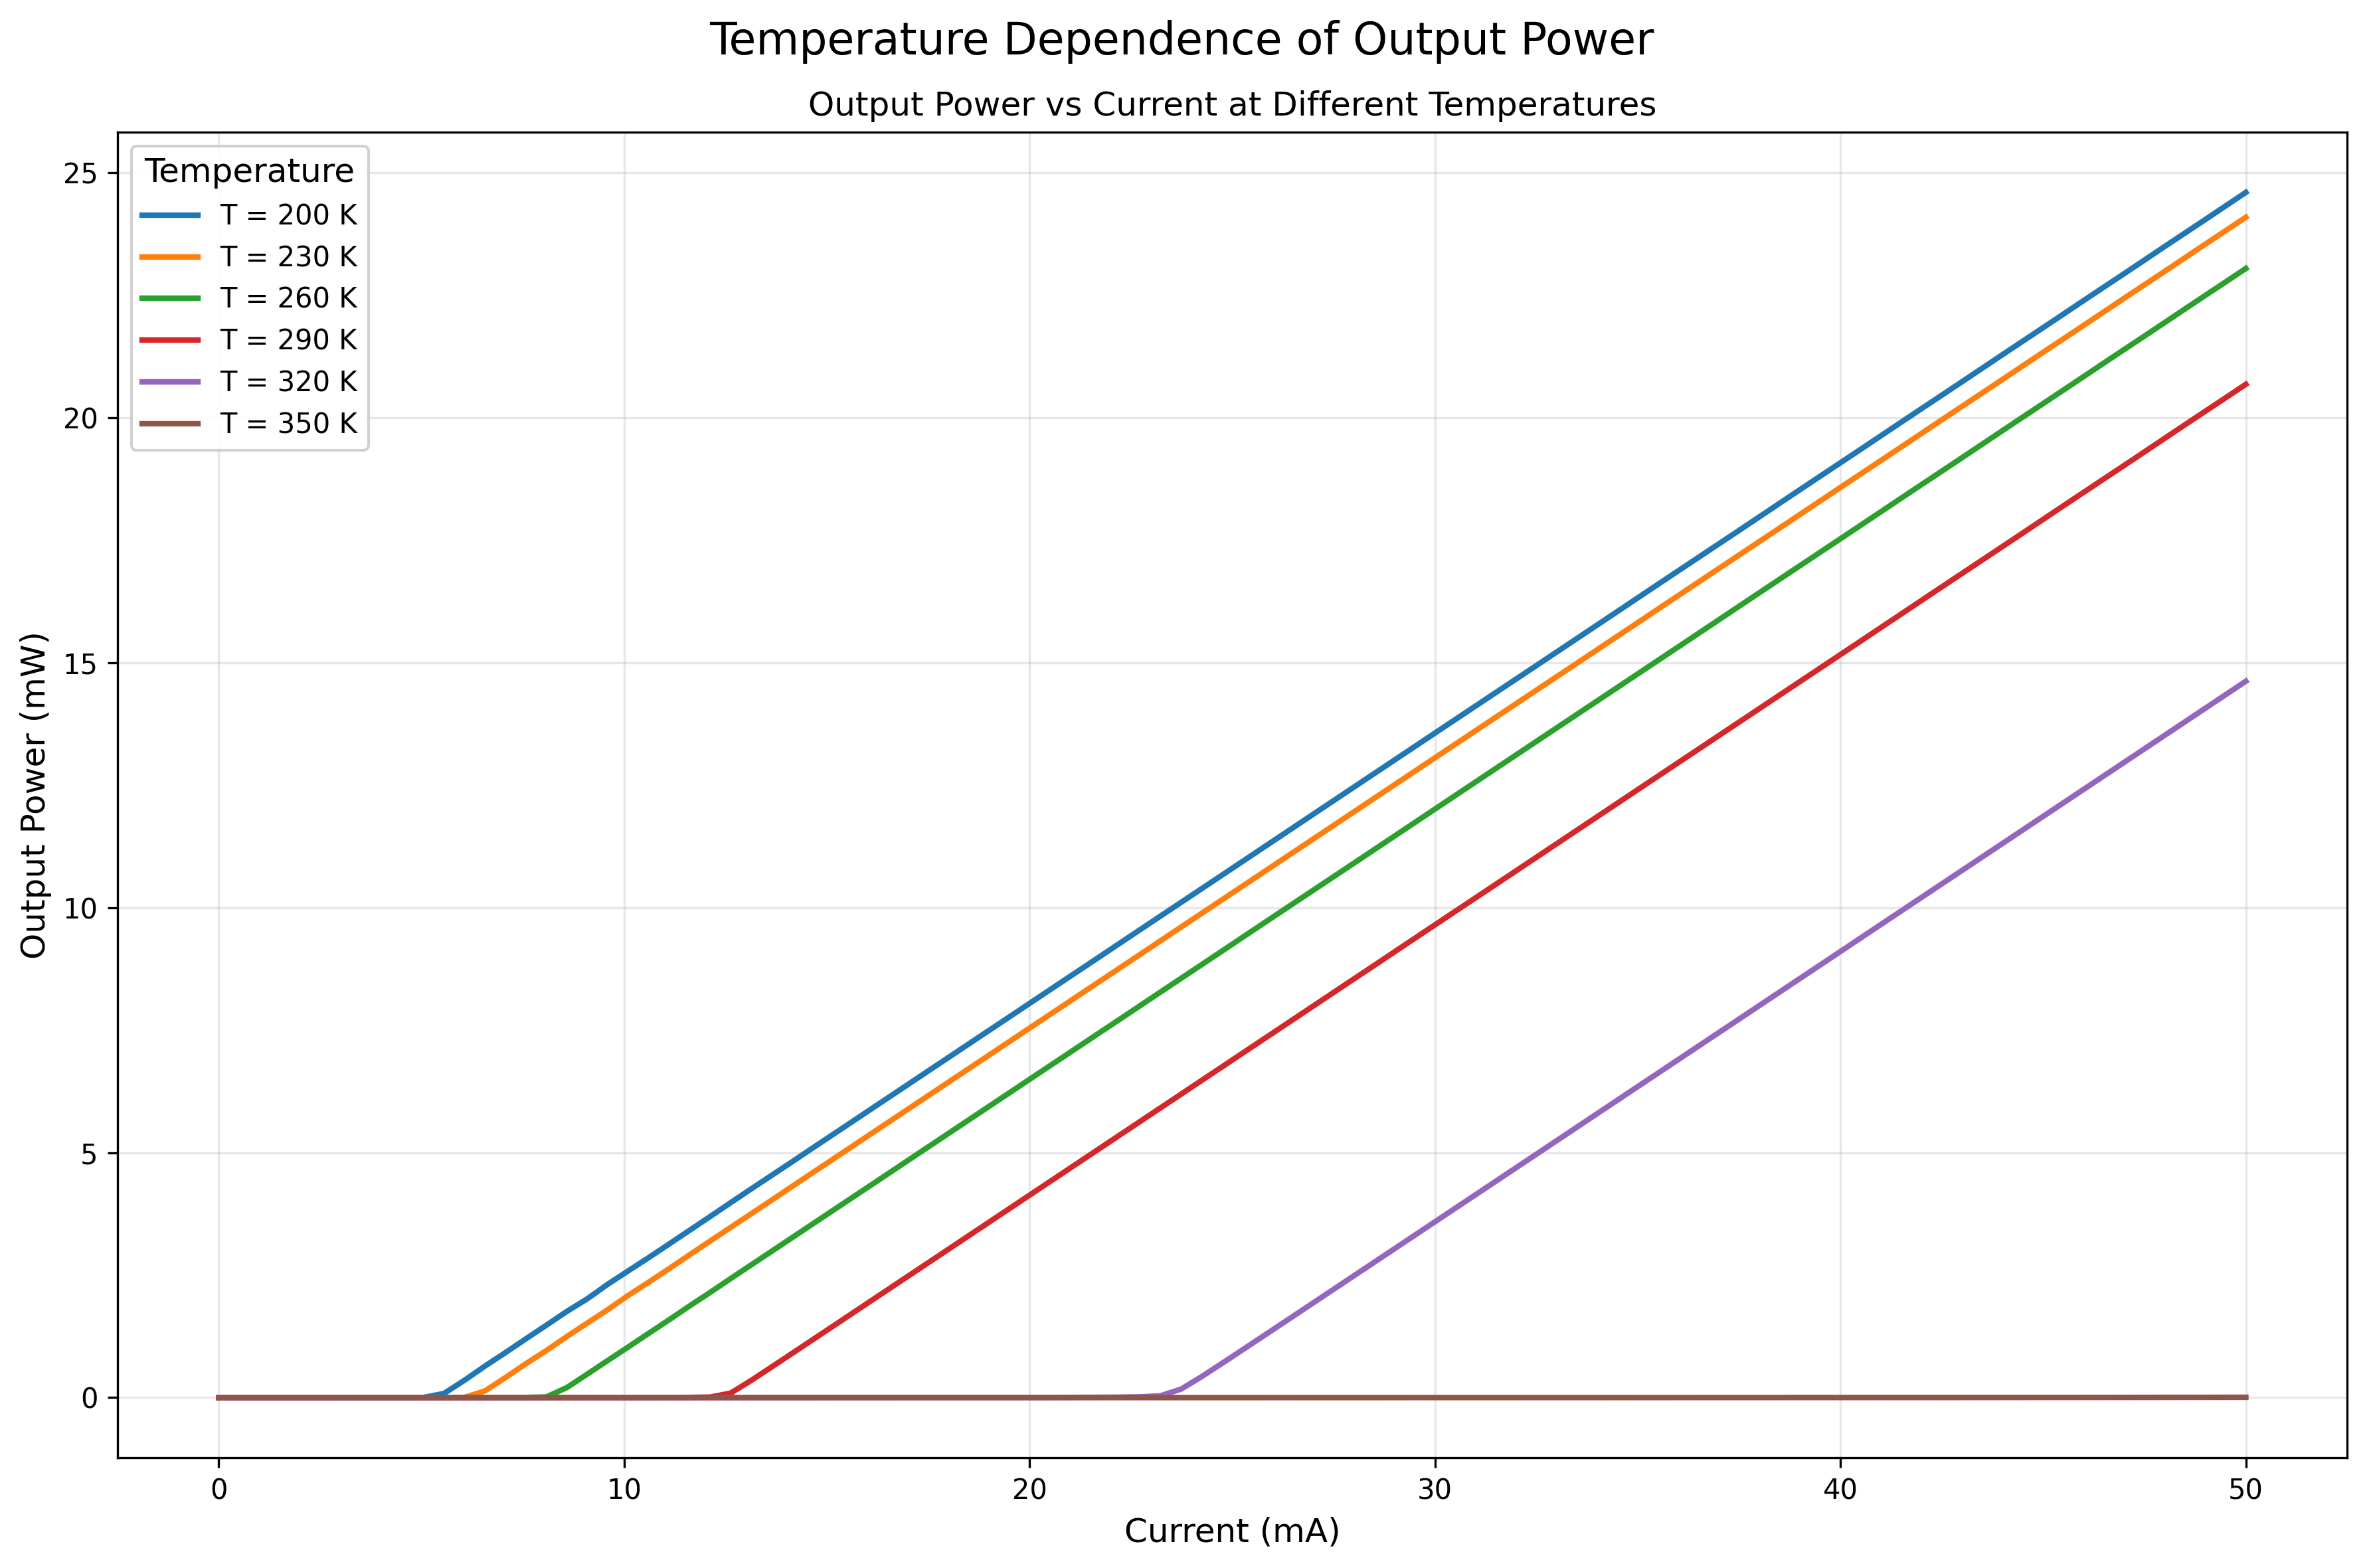 Temperature Dependence of Output Power
Output Power vs Current at Different Temperatures
Temperature
T = 200 K
T = 230 K
T = 260 K
T = 290 K
T = 320 K
T = 350 K
Output Power (mW)
25
20
15
10
5
0
0 10 20 30 40 50
Current (mA)